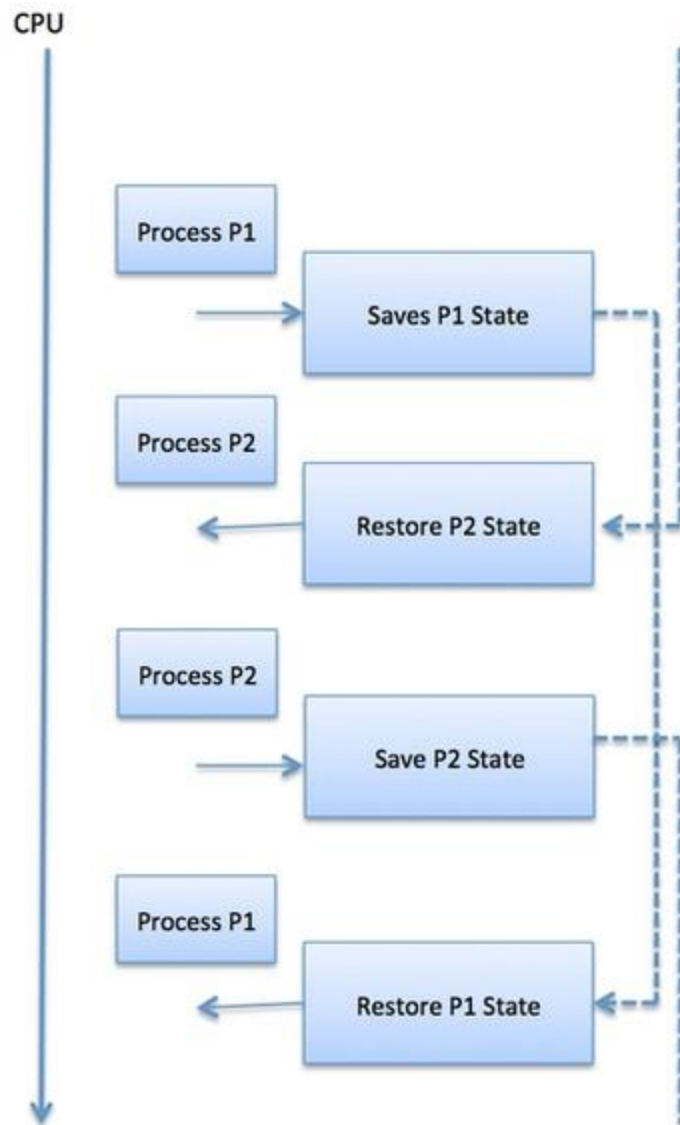 CPU
Process P1
Saves P1 State
Process P2
Restore P2 State
Process P2
Save P2 State
Process P1
Restore P1 State